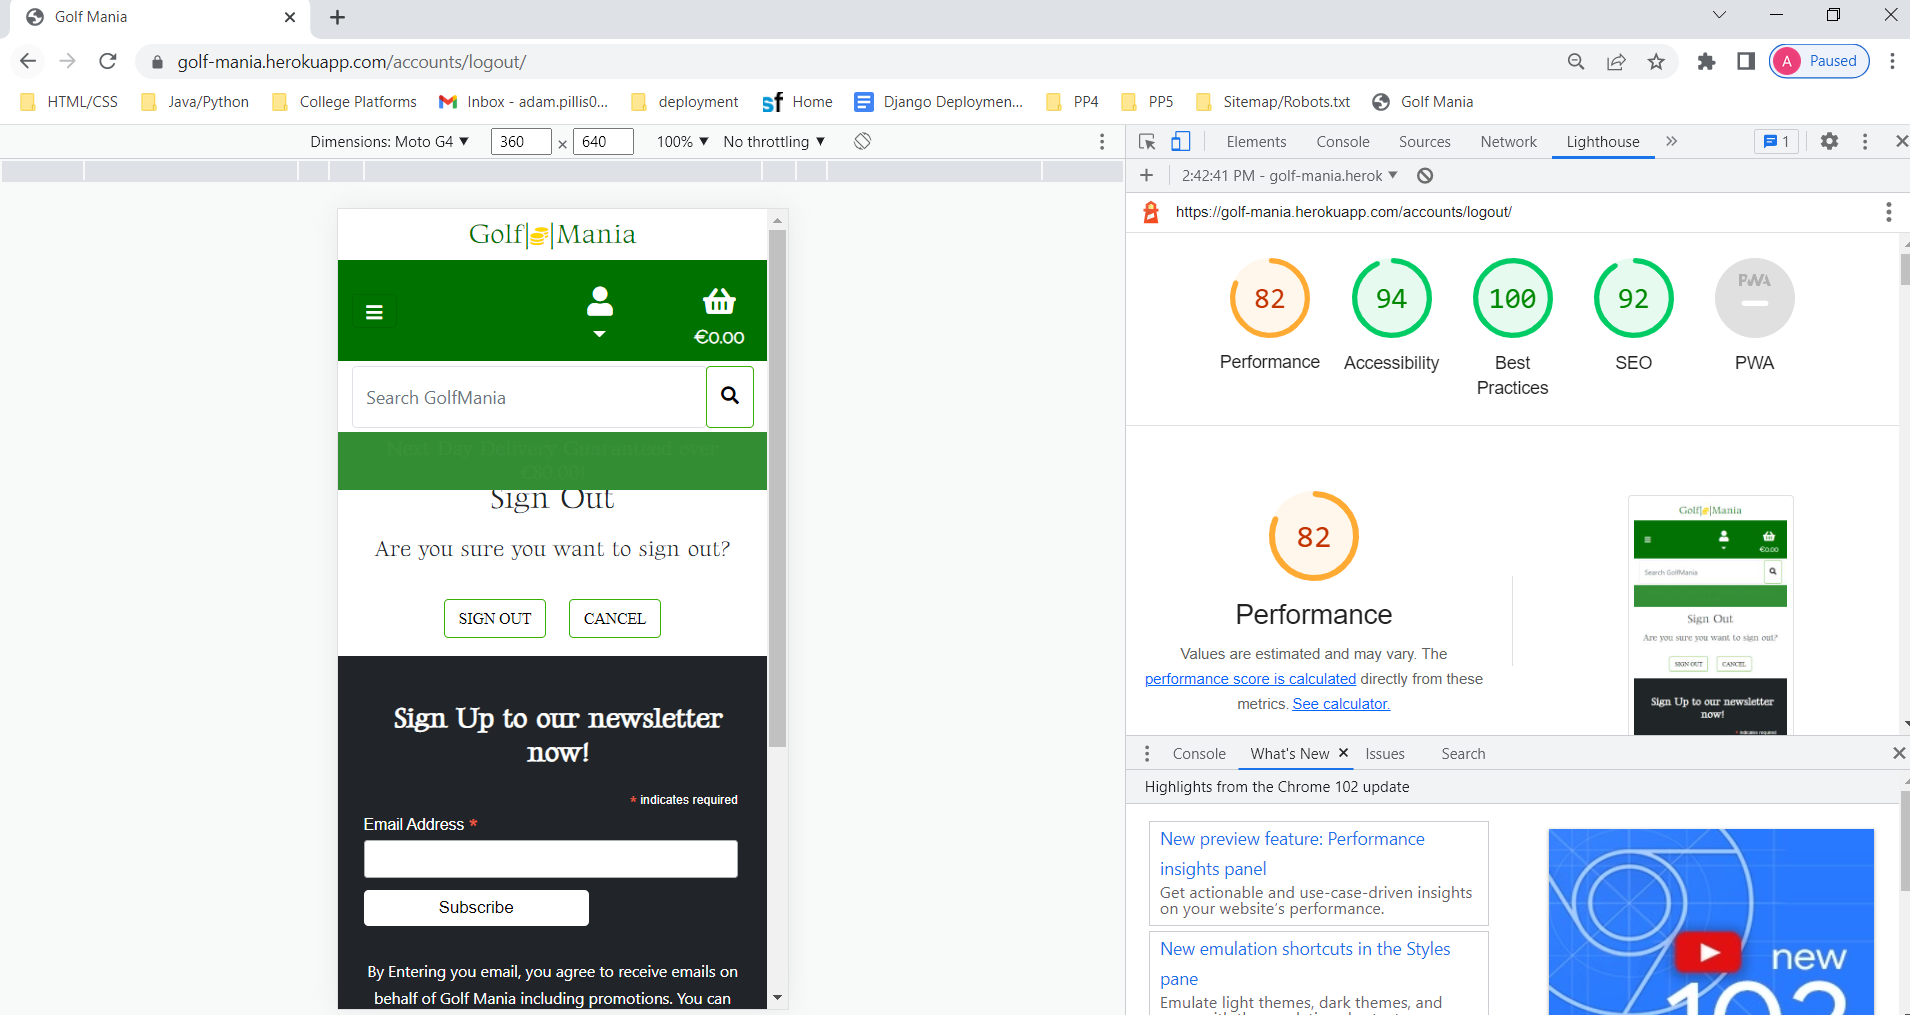 Golf Mania
golf-mania.herokuapp.com/accounts/logout/
A Paused
HTML/CSS Java/Python College Platforms Inbox - adam.pillis0... deployment sf Home Django Deploymen... PP4 PP5 Sitemap/Robots.txt Golf Mania
Dimensions: Moto G4 ▼ 360 × 640 100% ▼ No throttling ▼
Elements Console Sources Network Lighthouse » 1
2:42:41 PM - golf-mania.herok ▼
https://golf-mania.herokuapp.com/accounts/logout/
Golf Mania
€0.00
Search GolfMania
Next Day Delivery Guaranteed over
€80.00!
Sign Out
Are you sure you want to sign out?
SIGN OUT CANCEL
Sign Up to our newsletter
now!
* indicates required
Email Address *
Subscribe
By Entering you email, you agree to receive emails on
behalf of Golf Mania including promotions. You can
82 94 100 92 PWA
Performance Accessibility Best
Practices SEO PWA
82
Performance
Values are estimated and may vary. The
performance score is calculated directly from these
metrics. See calculator.
Golf Mania
€0.00
Search GolfMania
Sign Out
Are you sure you want to sign out?
SIGN OUT CANCEL
Sign Up to our newsletter
now!
* indicates required
Console What's New × Issues Search
Highlights from the Chrome 102 update
New preview feature: Performance
insights panel
Get actionable and use-case-driven insights
on your website's performance.
New emulation shortcuts in the Styles
pane
Emulate light themes, dark themes, and
new
102